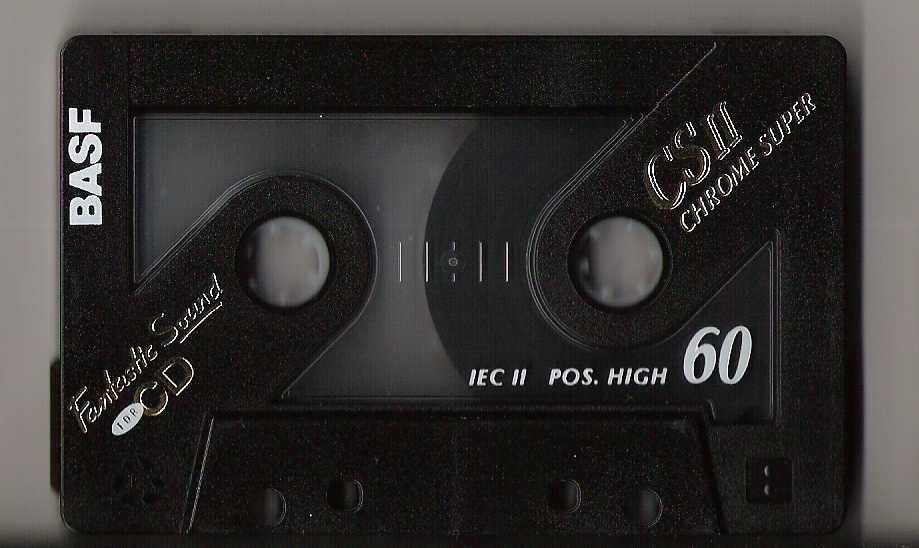 BASF
CS II
CHROME SUPER
Fantastic Sound
FOR
CD
IEC II POS. HIGH 60